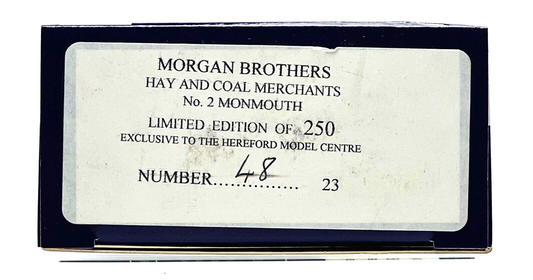 MORGAN BROTHERS
HAY AND COAL MERCHANTS
No. 2 MONMOUTH
LIMITED EDITION OF 250
EXCLUSIVE TO THE HEREFORD MODEL CENTRE
NUMBER...48............ 23